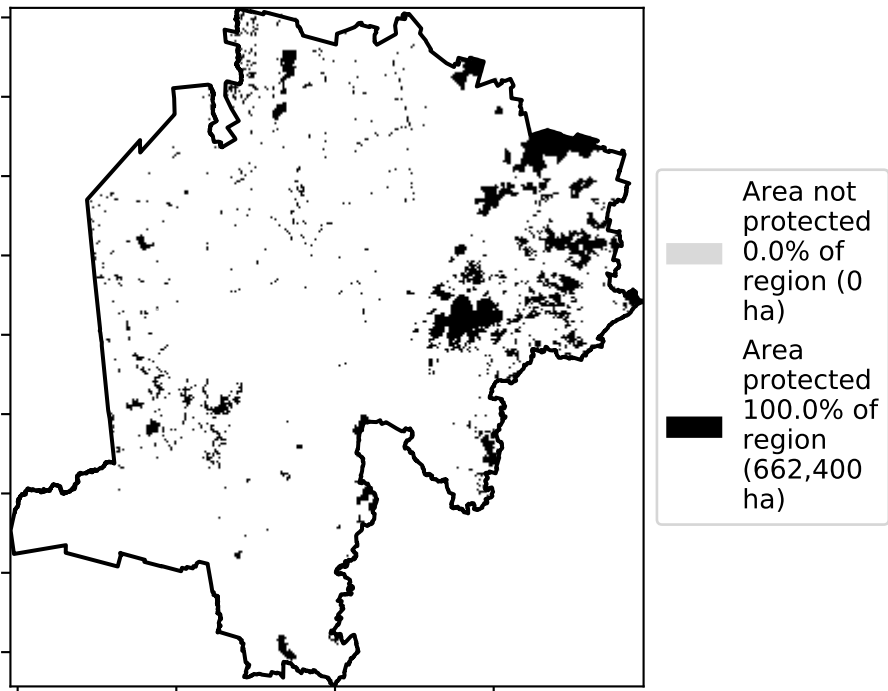 Area not
protected
0.0% of
region (0
ha)
Area
protected
100.0% of
region
(662,400
ha)